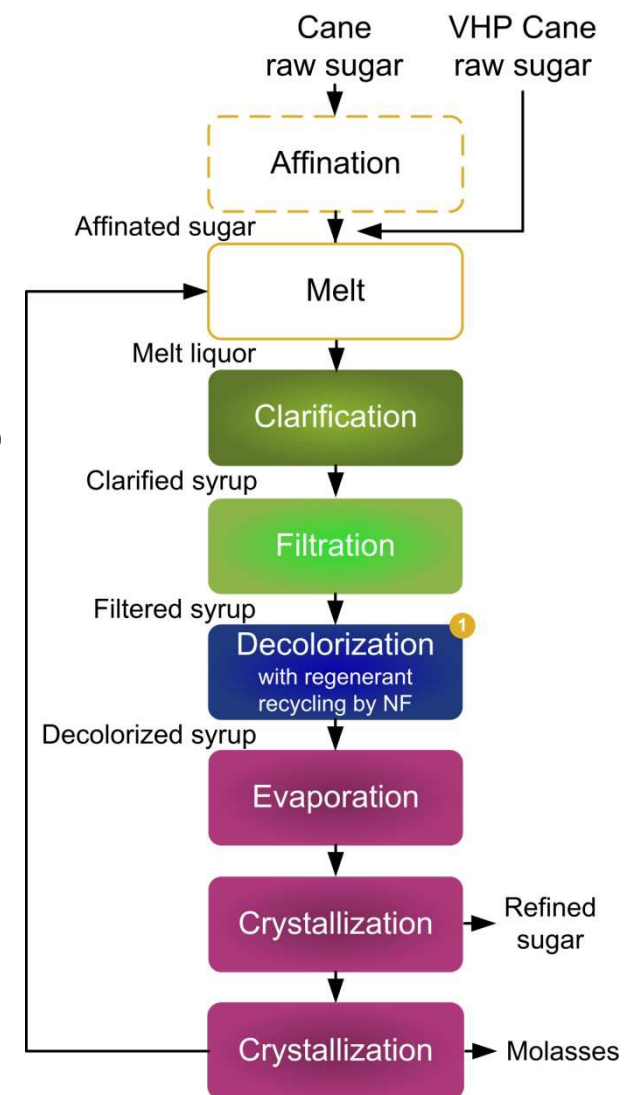 Cane
raw sugar
VHP Cane
raw sugar
Affination
Affinated sugar
Melt
Melt liquor
Clarification
Clarified syrup
Filtration
Filtered syrup
1
Decolorization
with regenerant
recycling by NF
Decolorized syrup
Evaporation
Crystallization
Refined
sugar
Crystallization
Molasses